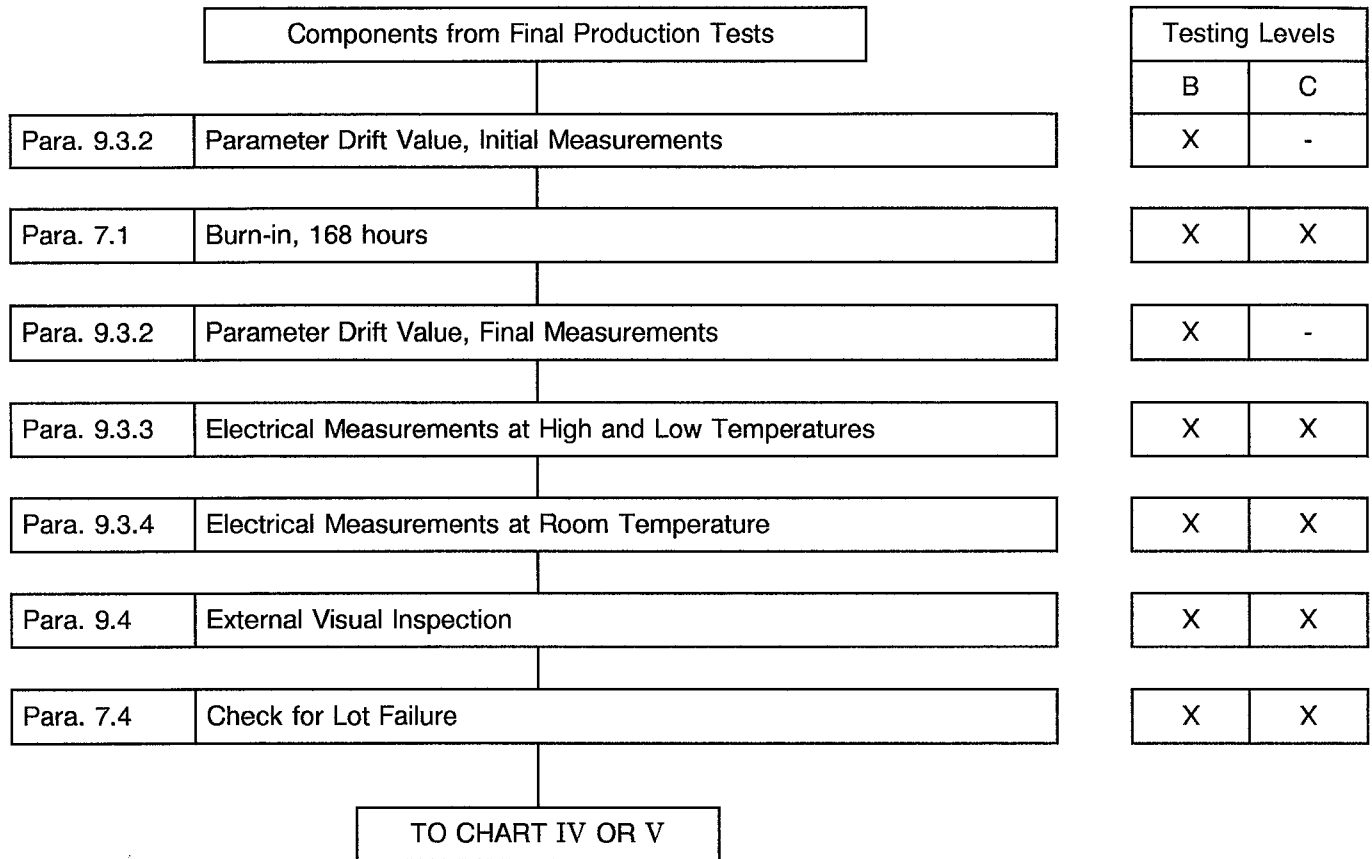 Components from Final Production Tests
Testing Levels
B C
Para. 9.3.2 Parameter Drift Value, Initial Measurements X -
Para. 7.1 Burn-in, 168 hours X X
Para. 9.3.2 Parameter Drift Value, Final Measurements X -
Para. 9.3.3 Electrical Measurements at High and Low Temperatures X X
Para. 9.3.4 Electrical Measurements at Room Temperature X X
Para. 9.4 External Visual Inspection X X
Para. 7.4 Check for Lot Failure X X
TO CHART IV OR V